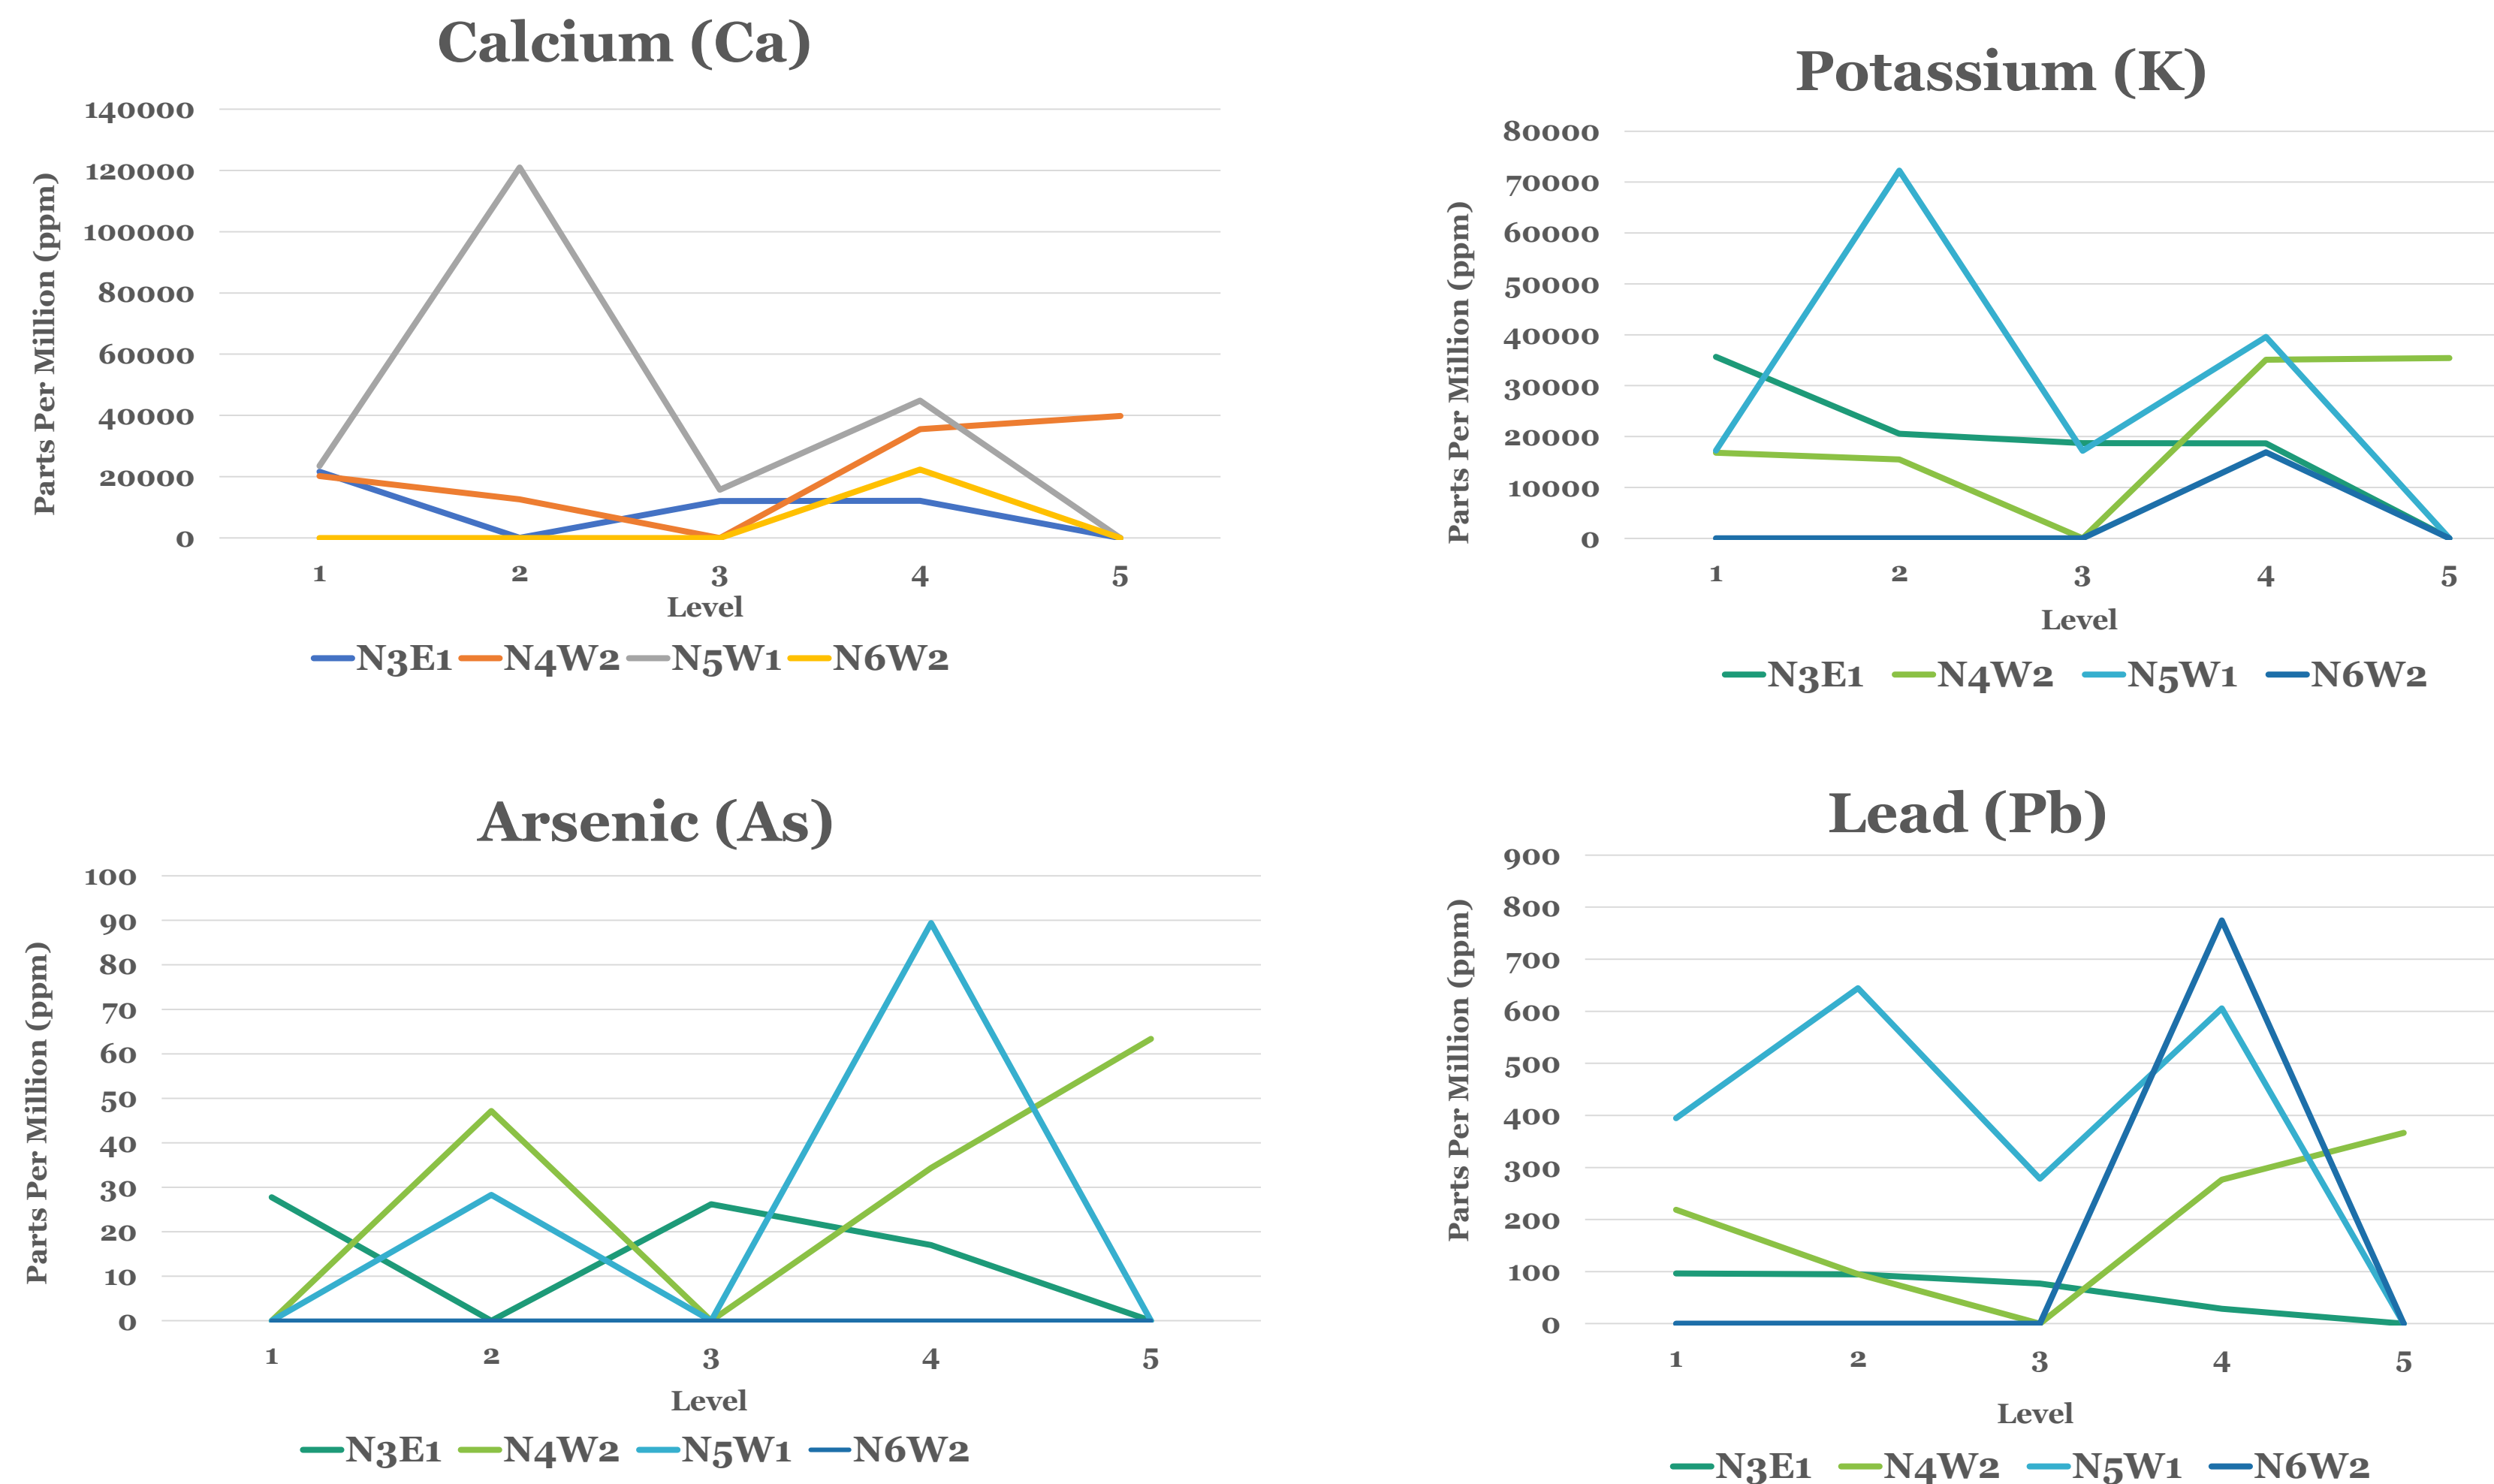 Calcium (Ca)
Parts Per Million (ppm)
140000
120000
100000
80000
60000
40000
20000
0
1 2 3 4 5
Level
N3E1 N4W2 N5W1 N6W2
Potassium (K)
Parts Per Million (ppm)
80000
70000
60000
50000
40000
30000
20000
10000
0
1 2 3 4 5
Level
N3E1 N4W2 N5W1 N6W2
Arsenic (As)
Parts Per Million (ppm)
100
90
80
70
60
50
40
30
20
10
0
1 2 3 4 5
Level
N3E1 N4W2 N5W1 N6W2
Lead (Pb)
Parts Per Million (ppm)
900
800
700
600
500
400
300
200
100
0
1 2 3 4 5
Level
N3E1 N4W2 N5W1 N6W2